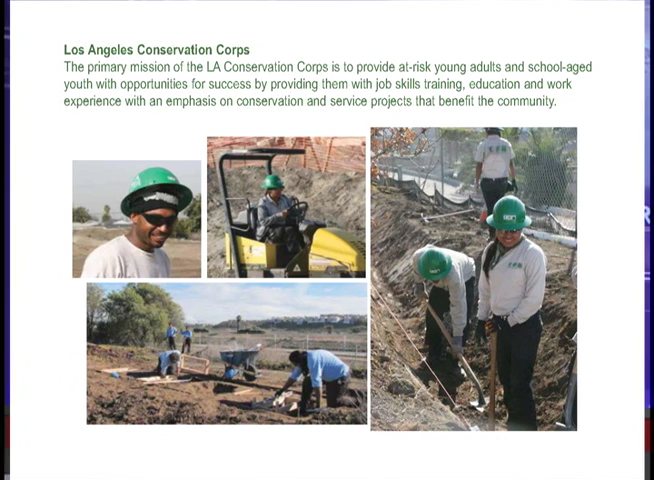 Los Angeles Conservation Corps
The primary mission of the LA Conservation Corps is to provide at-risk young adults and school-aged
youth with opportunities for success by providing them with job skills training, education and work
experience with an emphasis on conservation and service projects that benefit the community.